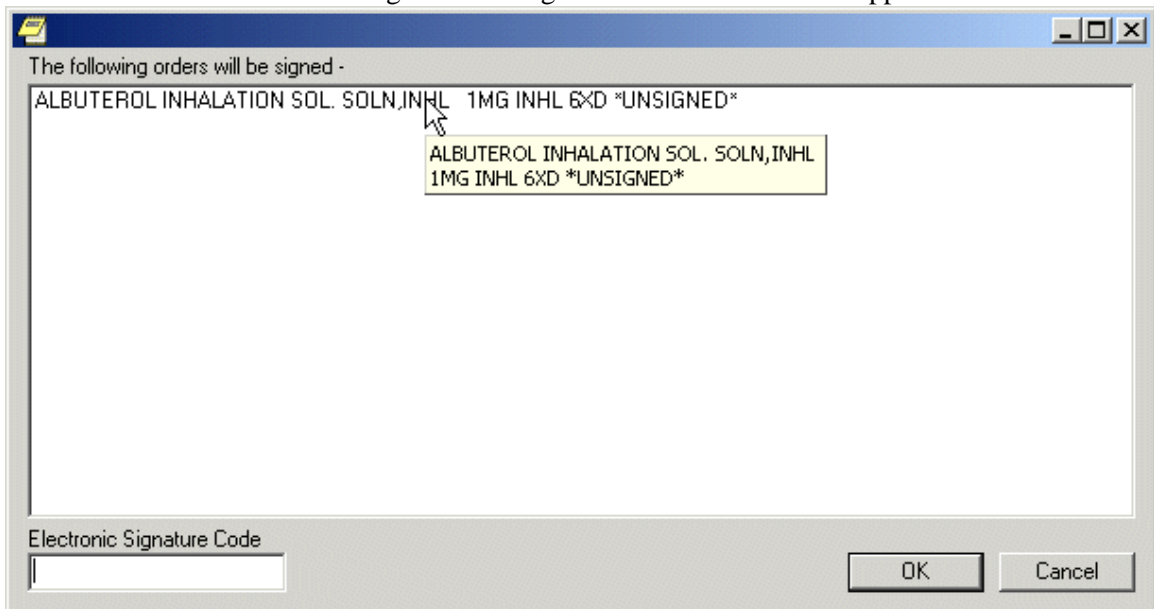 The following orders will be signed -
ALBUTEROL INHALATION SOL. SOLN,INHL 1MG INHL 6XD *UNSIGNED*
ALBUTEROL INHALATION SOL. SOLN,INHL
1MG INHL 6XD *UNSIGNED*
Electronic Signature Code
OK Cancel